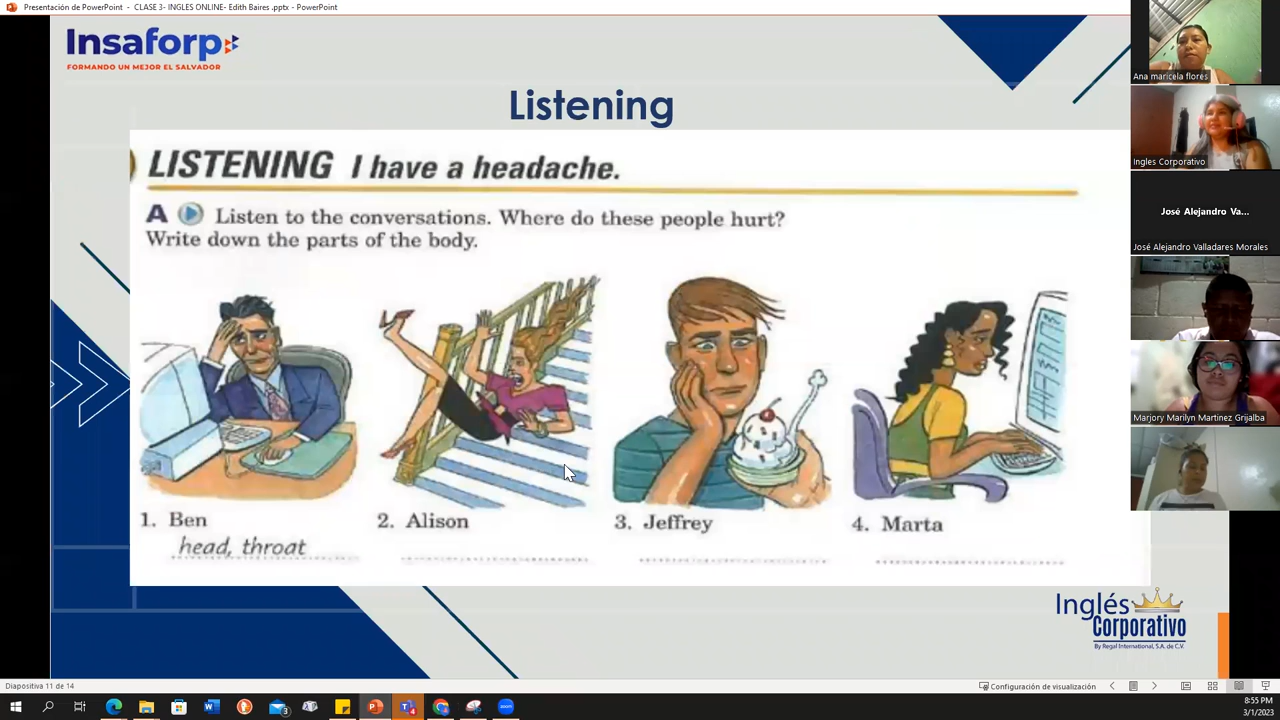 Presentación de PowerPoint - CLASE 3- INGLES ONLINE- Edith Baires .pptx - PowerPoint
Insaforp
FORMANDO UN MEJOR EL SALVADOR
Listening
LISTENING I have a headache.
A Listen to the conversations. Where do these people hurt?
Write down the parts of the body.
1. Ben
head, throat
2. Alison
3. Jeffrey
4. Marta
Inglés
Corporativo
By Regal International, S.A. de C.V.
Ana maricela flores
Ingles Corporativo
José Alejandro Va...
José Alejandro Valladares Morales
Marjory Marilyn Martinez Grijalba
Diapositiva 11 de 14
Configuración de visualización
8:55 PM
3/1/2023